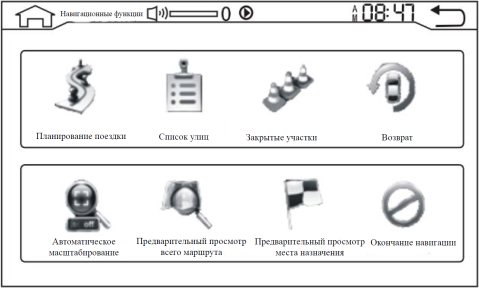 Навигационные функции 0 AM 08:47
Планирование поездки Список улиц Закрытые участки Возврат
off
Автоматическое масштабирование
Предварительный просмотр всего маршрута
Предварительный просмотр места назначения
Окончание навигации